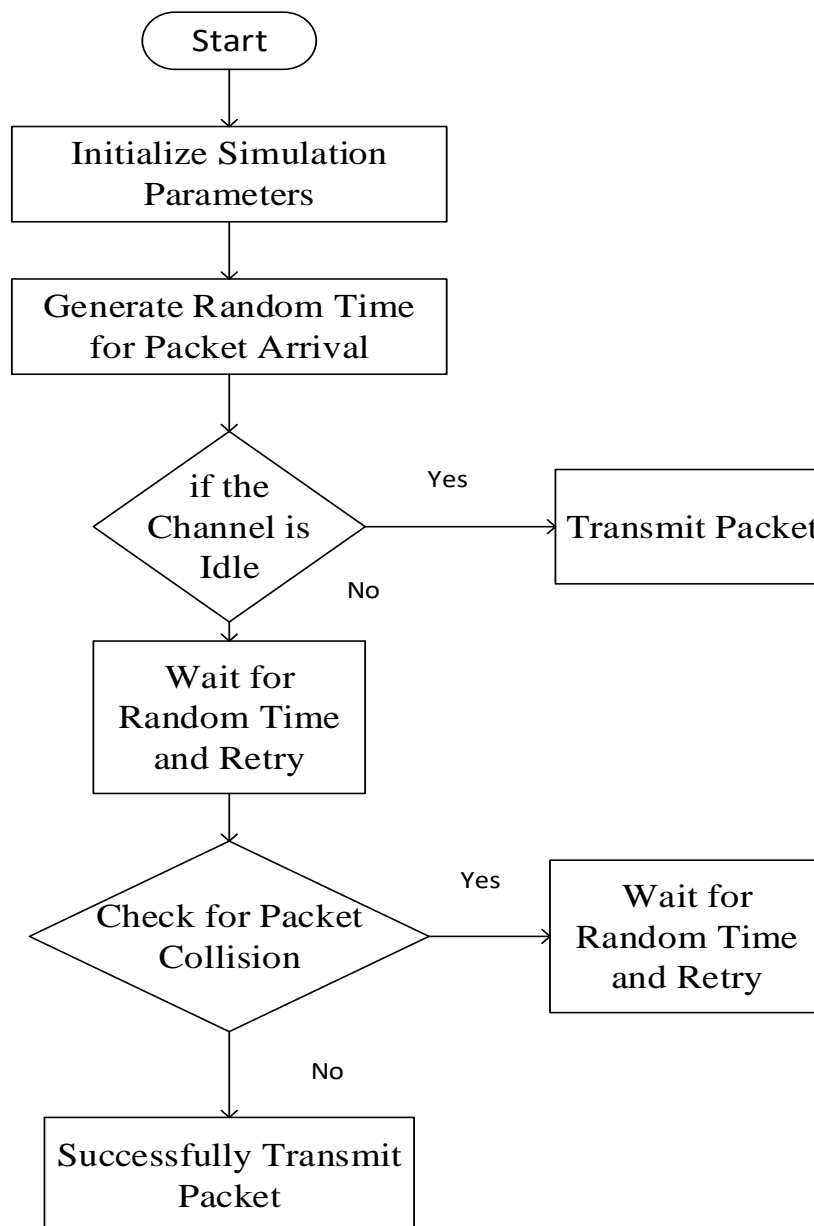 Start
Initialize Simulation
Parameters
Generate Random Time
for Packet Arrival
if the
Channel is
Idle
Yes
Transmit Packet
No
Wait for
Random Time
and Retry
Check for Packet
Collision
Yes
Wait for
Random Time
and Retry
No
Successfully Transmit
Packet